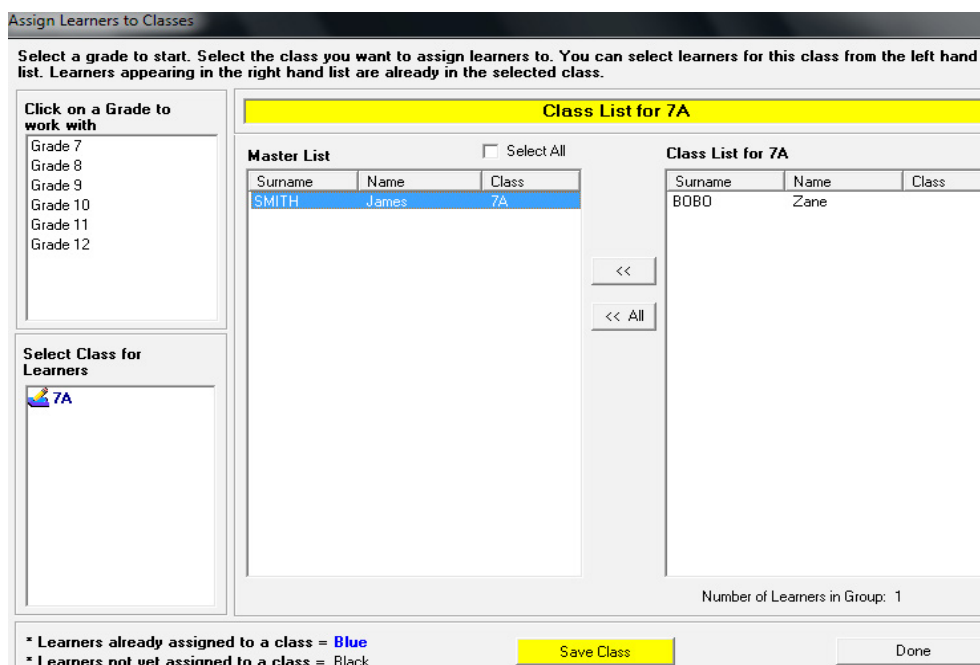 Assign Learners to Classes
Select a grade to start. Select the class you want to assign learners to. You can select learners for this class from the left hand
list. Learners appearing in the right hand list are already in the selected class.
Click on a Grade to
work with
Grade 7
Grade 8
Grade 9
Grade 10
Grade 11
Grade 12
Select Class for
Learners
7A
Class List for 7A
Master List
Select All
Surname Name Class
SMITH James 7A
<<
<< All
Class List for 7A
Surname Name Class
BOBO Zane
Number of Learners in Group: 1
* Learners already assigned to a class = Blue
* Learners not yet assigned to a class = Black
Save Class
Done